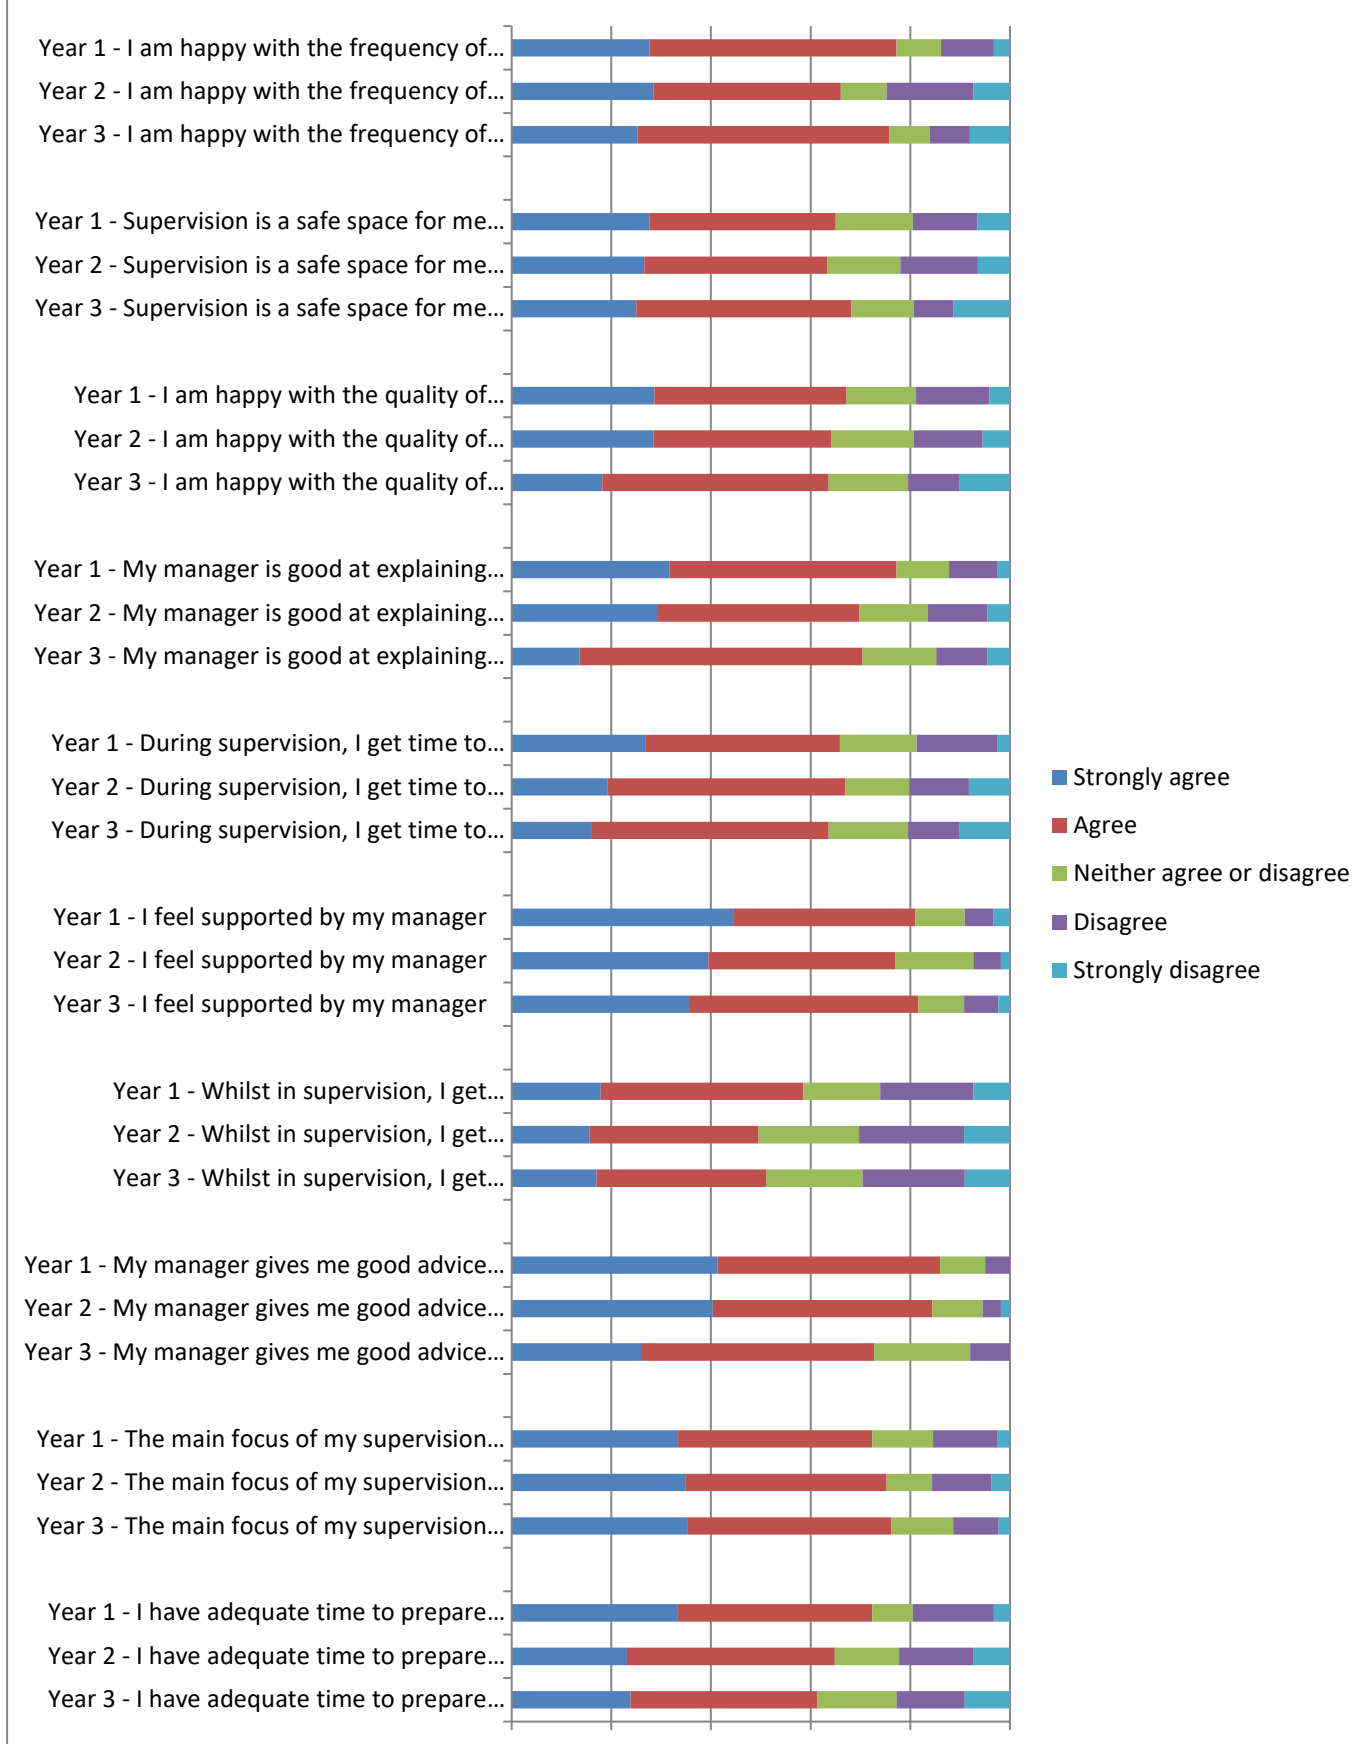 Year 1 - I am happy with the frequency of...
Year 2 - I am happy with the frequency of...
Year 3 - I am happy with the frequency of...
Year 1 - Supervision is a safe space for me...
Year 2 - Supervision is a safe space for me...
Year 3 - Supervision is a safe space for me...
Year 1 - I am happy with the quality of...
Year 2 - I am happy with the quality of...
Year 3 - I am happy with the quality of...
Year 1 - My manager is good at explaining...
Year 2 - My manager is good at explaining...
Year 3 - My manager is good at explaining...
Year 1 - During supervision, I get time to...
Year 2 - During supervision, I get time to...
Year 3 - During supervision, I get time to...
Year 1 - I feel supported by my manager
Year 2 - I feel supported by my manager
Year 3 - I feel supported by my manager
Year 1 - Whilst in supervision, I get...
Year 2 - Whilst in supervision, I get...
Year 3 - Whilst in supervision, I get...
Year 1 - My manager gives me good advice...
Year 2 - My manager gives me good advice...
Year 3 - My manager gives me good advice...
Year 1 - The main focus of my supervision...
Year 2 - The main focus of my supervision...
Year 3 - The main focus of my supervision...
Year 1 - I have adequate time to prepare...
Year 2 - I have adequate time to prepare...
Year 3 - I have adequate time to prepare...
Strongly agree
Agree
Neither agree or disagree
Disagree
Strongly disagree